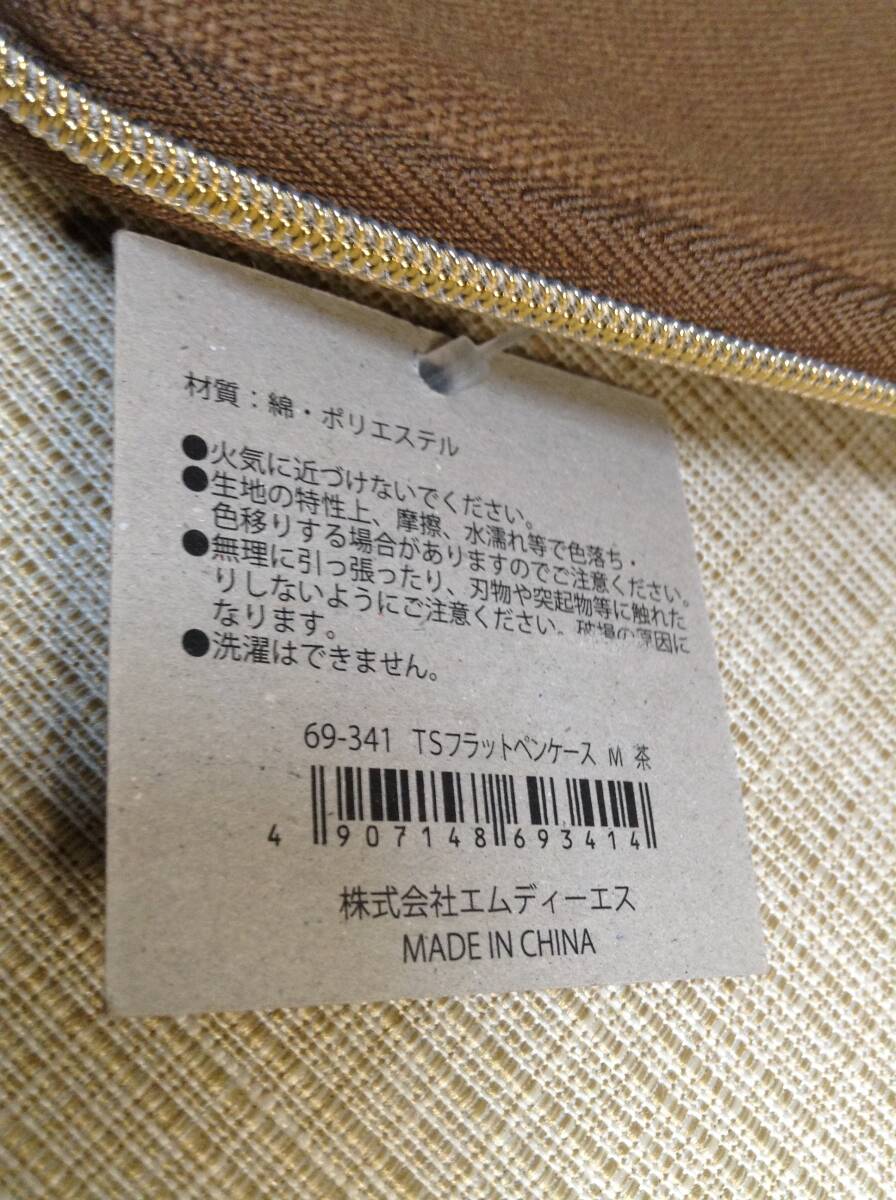 材質：綿・ポリエステル
●火気に近づけないでください。
●生地の特性上、摩擦、水濡れ等で色落ち・
色移りする場合がありますのでご注意ください。
●無理に引っ張ったり、刃物や突起物等に触れた
りしないようにご注意ください。破損の原因に
なります。
●洗濯はできません。
69-341 TSフラットペンケース M 茶
4 907148 693414
株式会社エムディーエス
MADE IN CHINA